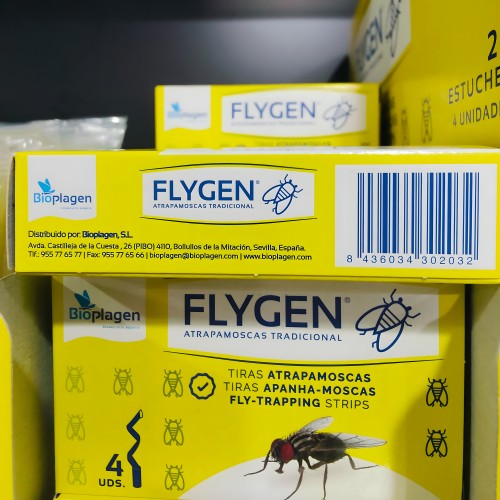 FLYGEN
ATRAPAMOSCAS TRADICIONAL
2
ESTUCHE
4 UNIDAD
Bioplagen
FLYGEN®
ATRAPAMOSCAS TRADICIONAL
Distribuido por: Bioplagen, S.L.
Avda. Castilleja de la Cuesta, 26 (PIBO) 4110, Bollullos de la Mitación, Sevilla, España.
Tlf.: 955 77 65 77 | Fax: 955 77 65 66 | bioplagen@bioplagen.com | www.bioplagen.com
8 436034 302032
Bioplagen
FLYGEN®
ATRAPAMOSCAS TRADICIONAL
TIRAS ATRAPAMOSCAS
TIRAS APANHA-MOSCAS
FLY-TRAPPING STRIPS
4
UDS.